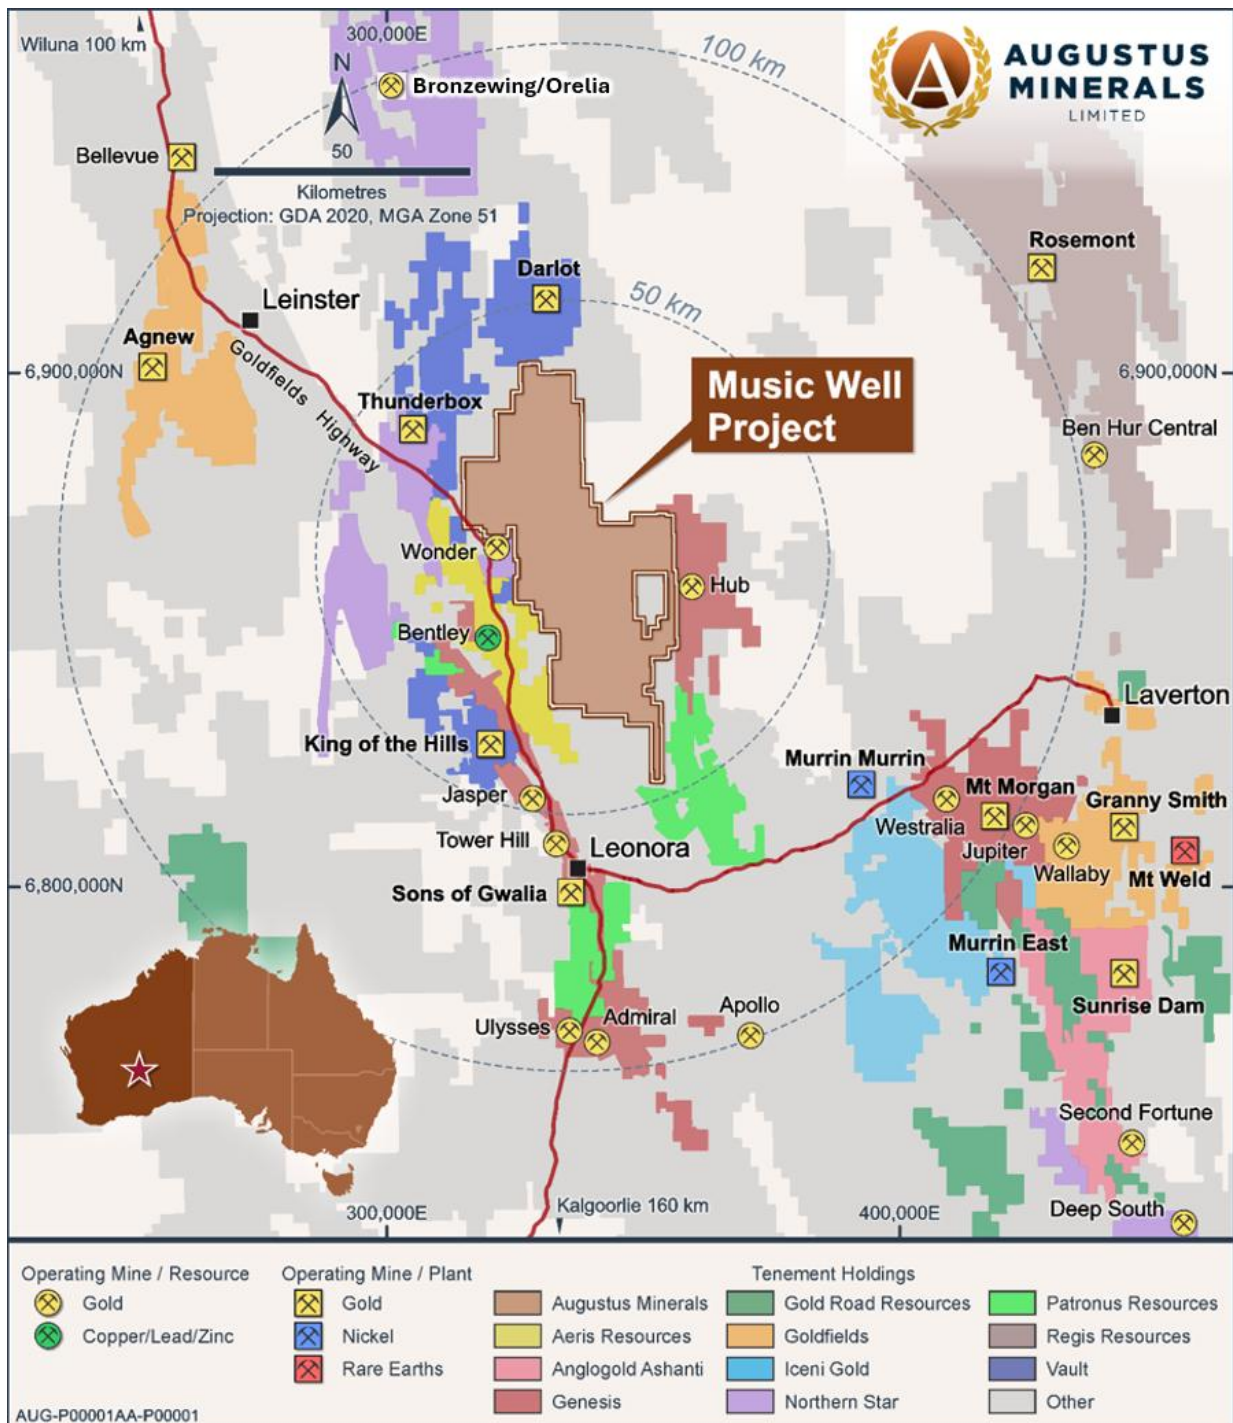 Wiluna 100 km
300,000E
N
100 km
A
AUGUSTUS
MINERALS
LIMITED
Bronzewing/Orelia
50
Kilometres
Projection: GDA 2020, MGA Zone 51
Bellevue
Rosemont
Darlot
50 km
Leinster
Agnew
Goldfields Highway
6,900,000N
6,900,000N
Thunderbox
Music Well
Project
Ben Hur Central
Wonder
Hub
Bentley
Laverton
King of the Hills
Murrin Murrin
Jasper
Mt Morgan
Granny Smith
Westralia
Tower Hill
Leonora
Jupiter
Wallaby
Mt Weld
6,800,000N
Sons of Gwalia
Murrin East
Sunrise Dam
Apollo
Ulysses
Admiral
Second Fortune
300,000E
Kalgoorlie 160 km
400,000E
Deep South
Operating Mine / Resource
Gold
Copper/Lead/Zinc
Operating Mine / Plant
Gold
Nickel
Rare Earths
Tenement Holdings
Augustus Minerals
Aeris Resources
Anglogold Ashanti
Genesis
Gold Road Resources
Goldfields
Iceni Gold
Northern Star
Patronus Resources
Regis Resources
Vault
Other
AUG-P00001AA-P00001